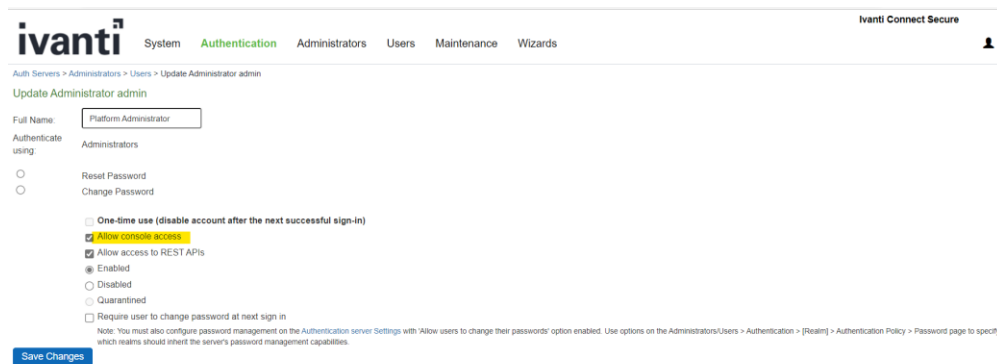 Ivanti Connect Secure
ivanti
System Authentication Administrators Users Maintenance Wizards
Auth Servers > Administrators > Users > Update Administrator admin
Update Administrator admin
Full Name: Platform Administrator
Authenticate using: Administrators
Reset Password
Change Password
One-time use (disable account after the next successful sign-in)
Allow console access
Allow access to REST APIs
Enabled
Disabled
Quarantined
Require user to change password at next sign in
Note: You must also configure password management on the Authentication server Settings with 'Allow users to change their passwords' option enabled. Use options on the Administrators/Users > Authentication > [Realm] > Authentication Policy > Password page to specify
which realms should inherit the server's password management capabilities.
Save Changes